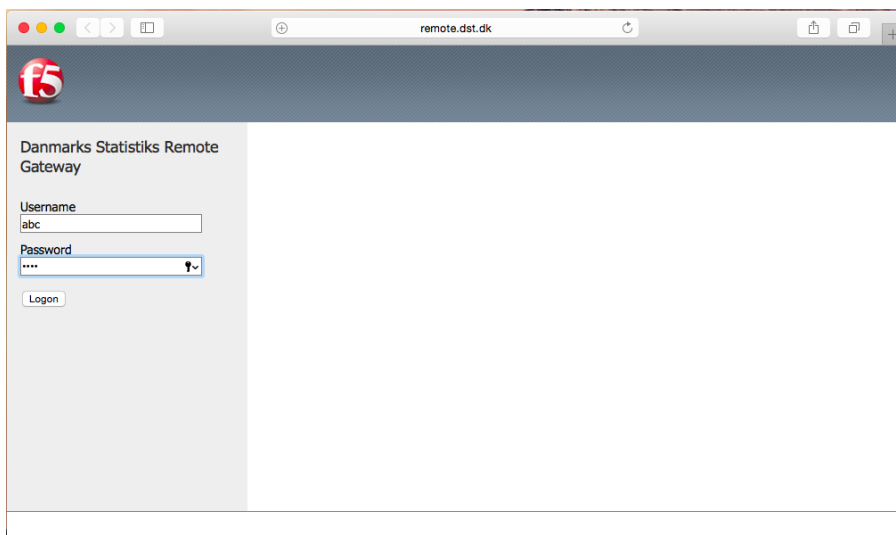 remote.dst.dk
f5
Danmarks Statistiks Remote
Gateway
Username
abc
Password
••••
Logon